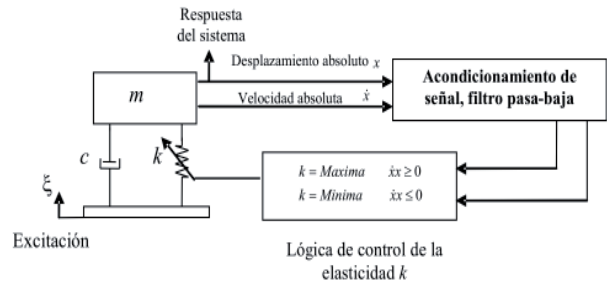 Respuesta
del sistema
Desplazamiento absoluto x
Velocidad absoluta ẋ
Acondicionamiento de
señal, filtro pasa-baja
m
c
k
ξ
Excitación
k = Maxima ẋx ≥ 0
k = Mínima ẋx ≤ 0
Lógica de control de la
elasticidad k